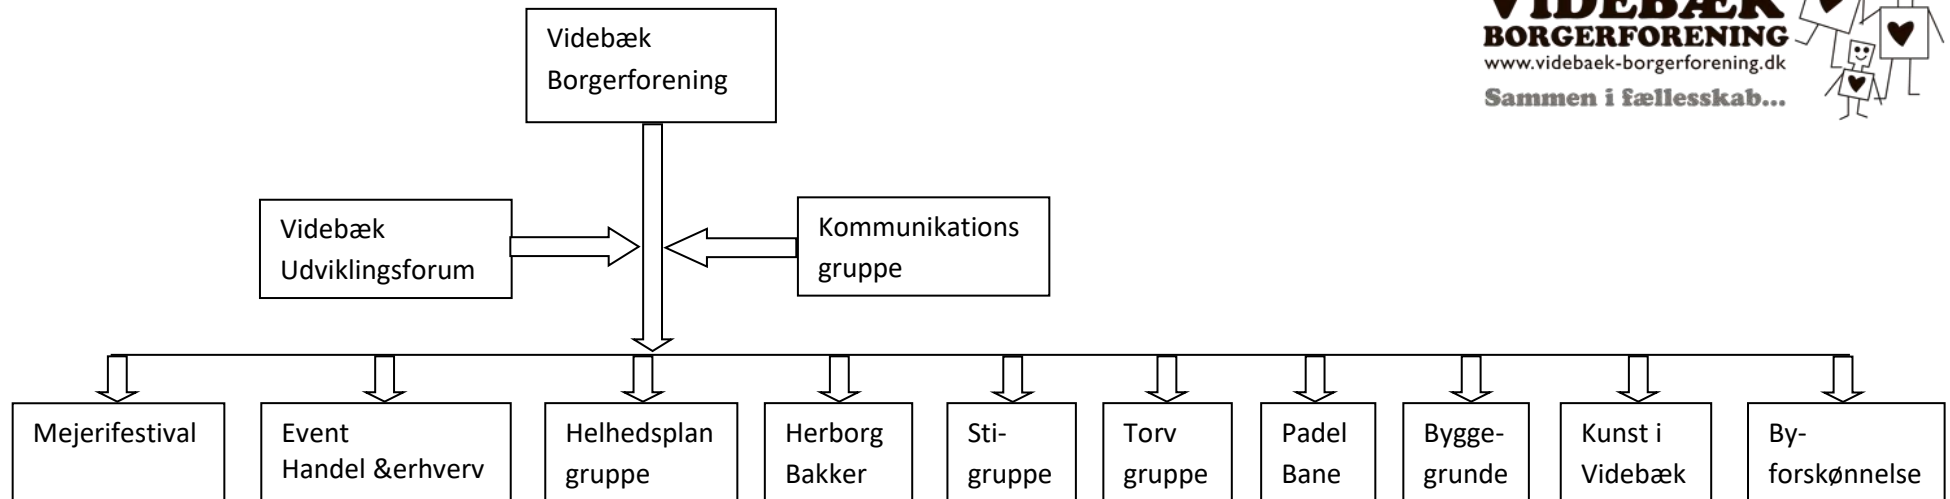 Videbæk
Borgerforening
VIDEBÆK
BORGERFORENING
www.videbaek-borgerforening.dk
Sammen i fællesskab...
Videbæk
Udviklingsforum
Kommunikations
gruppe
Mejerifestival
Event
Handel &erhverv
Helhedsplan
gruppe
Herborg
Bakker
Sti-
gruppe
Torv
gruppe
Padel
Bane
Bygge-
grunde
Kunst i
Videbæk
By-
forskønnelse